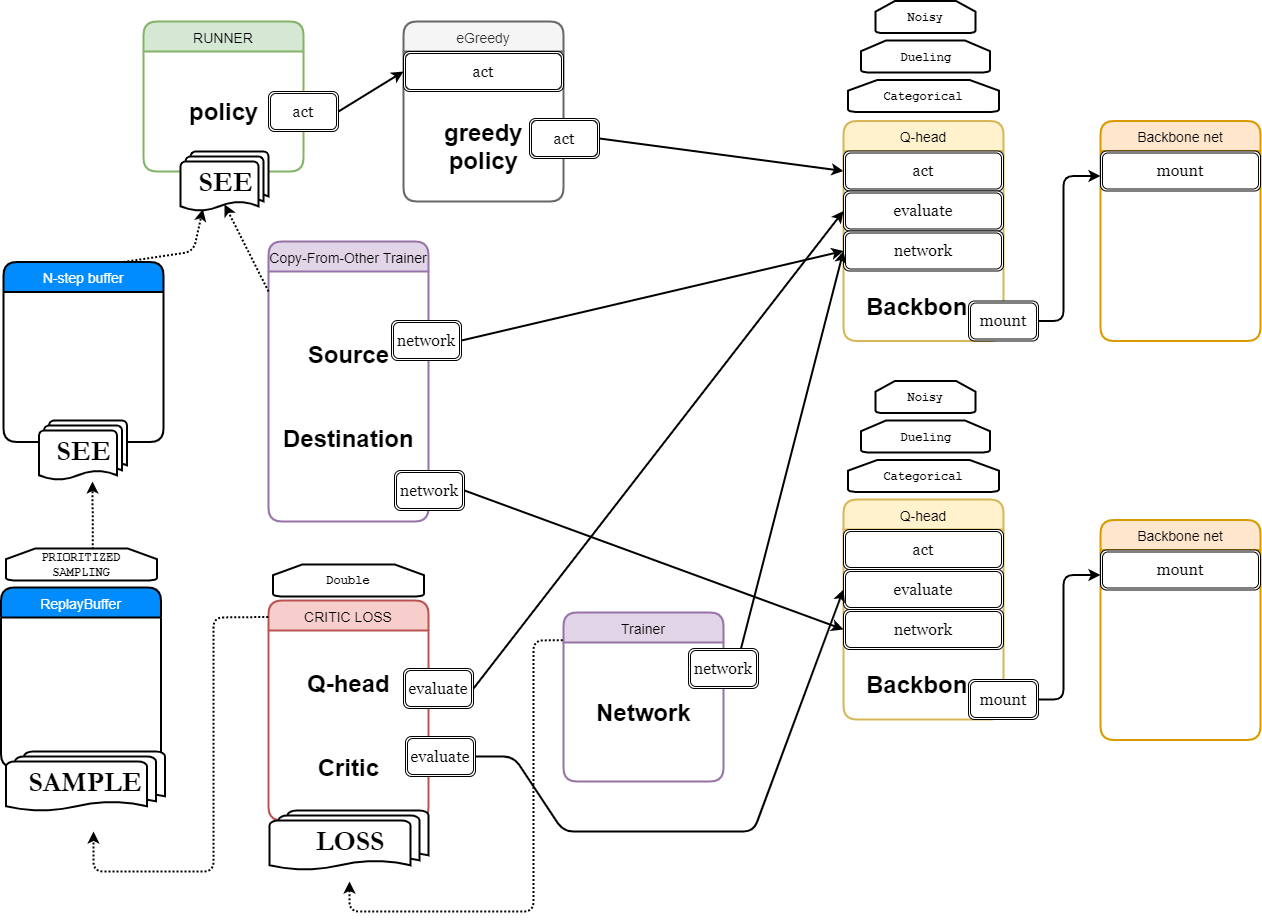 Noisy
RUNNER
eGreedy
Dueling
act
Categorical
policy
act
greedy
policy
act
Q-head
Backbone net
act
mount
SEE
evaluate
network
Copy-From-Other Trainer
N-step buffer
Backbon
mount
network
Source
Noisy
Destination
Dueling
SEE
Categorical
network
Q-head
Backbone net
act
PRIORITIZED
SAMPLING
mount
Double
evaluate
ReplayBuffer
CRITIC LOSS
Trainer
network
Q-head
evaluate
network
Backbon
mount
Network
Critic
evaluate
SAMPLE
LOSS